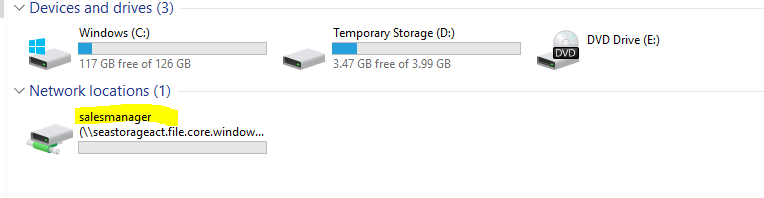 Devices and drives (3)
Windows (C:)
117 GB free of 126 GB
Temporary Storage (D:)
3.47 GB free of 3.99 GB
DVD Drive (E:)
DVD
Network locations (1)
salesmanager
(\\seastorageact.file.core.window...